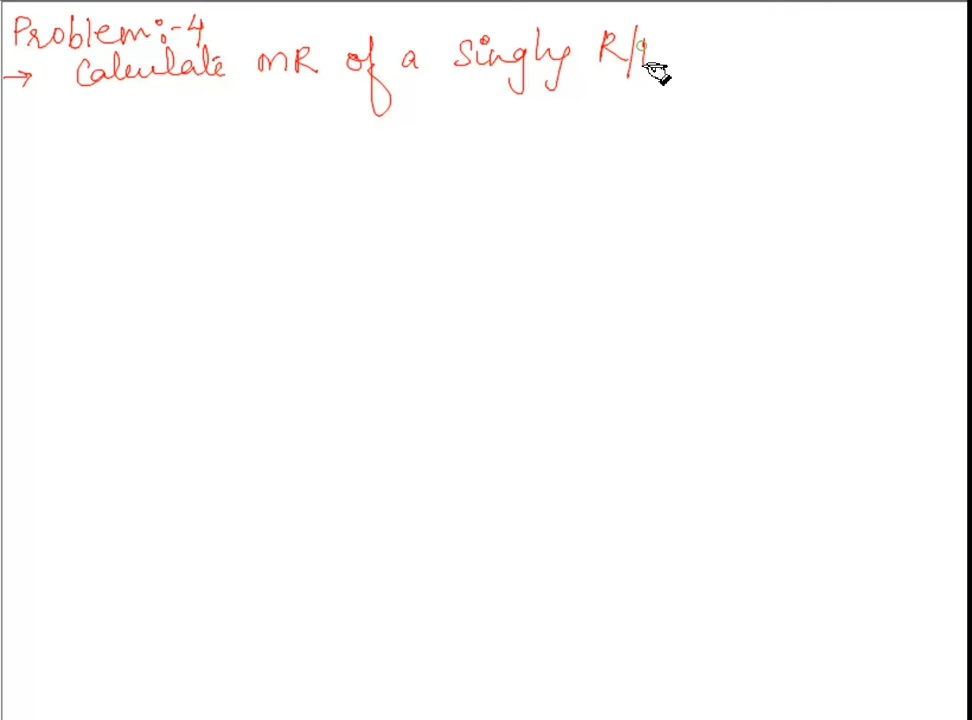 Problem:-4
→ Calculate MR of a Singly R/